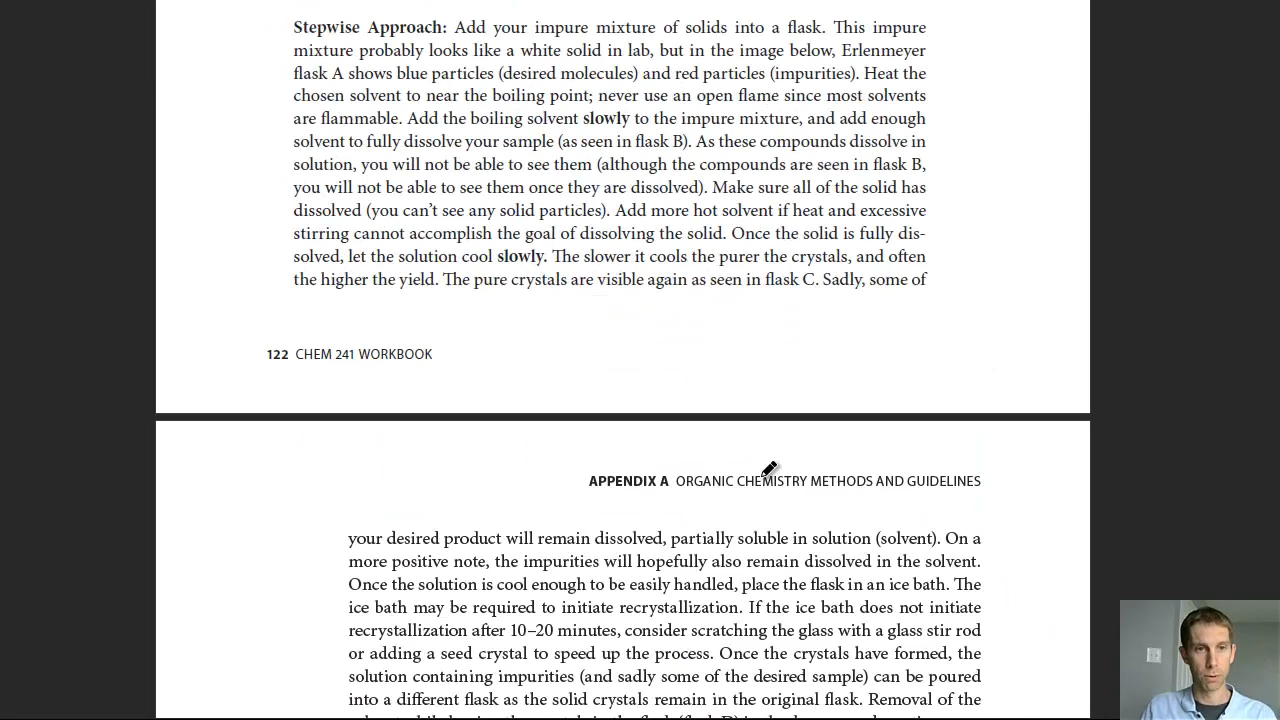 Stepwise Approach: Add your impure mixture of solids into a flask. This impure
mixture probably looks like a white solid in lab, but in the image below, Erlenmeyer
flask A shows blue particles (desired molecules) and red particles (impurities). Heat the
chosen solvent to near the boiling point; never use an open flame since most solvents
are flammable. Add the boiling solvent slowly to the impure mixture, and add enough
solvent to fully dissolve your sample (as seen in flask B). As these compounds dissolve in
solution, you will not be able to see them (although the compounds are seen in flask B,
you will not be able to see them once they are dissolved). Make sure all of the solid has
dissolved (you can't see any solid particles). Add more hot solvent if heat and excessive
stirring cannot accomplish the goal of dissolving the solid. Once the solid is fully dis-
solved, let the solution cool slowly. The slower it cools the purer the crystals, and often
the higher the yield. The pure crystals are visible again as seen in flask C. Sadly, some of
122 CHEM 241 WORKBOOK
APPENDIX A ORGANIC CHEMISTRY METHODS AND GUIDELINES
your desired product will remain dissolved, partially soluble in solution (solvent). On a
more positive note, the impurities will hopefully also remain dissolved in the solvent.
Once the solution is cool enough to be easily handled, place the flask in an ice bath. The
ice bath may be required to initiate recrystallization. If the ice bath does not initiate
recrystallization after 10–20 minutes, consider scratching the glass with a glass stir rod
or adding a seed crystal to speed up the process. Once the crystals have formed, the
solution containing impurities (and sadly some of the desired sample) can be poured
into a different flask as the solid crystals remain in the original flask. Removal of the